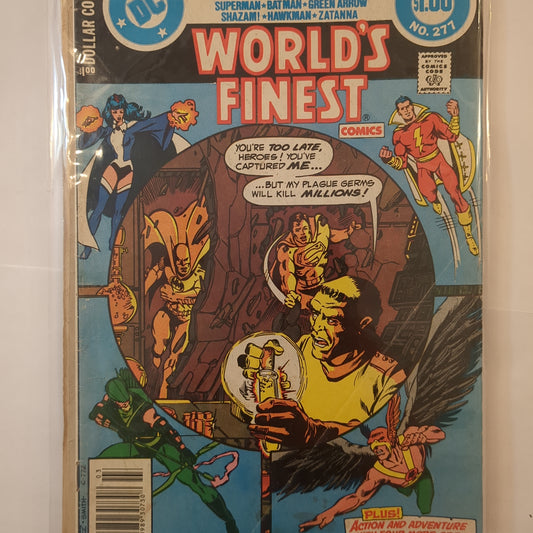 DC
SUPERMAN★BATMAN★GREEN ARROW
SHAZAM!★HAWKMAN★ZATANNA
$1.00
NO. 277
DOLLAR CO
WORLD'S
FINEST
COMICS
APPROVED
BY THE
COMICS
CODE
AUTHORITY
YOU'RE TOO LATE,
HEROES! YOU'VE
CAPTURED ME...
...BUT MY PLAGUE GERMS
WILL KILL MILLIONS!
03
PLUS!
ACTION AND ADVENTURE